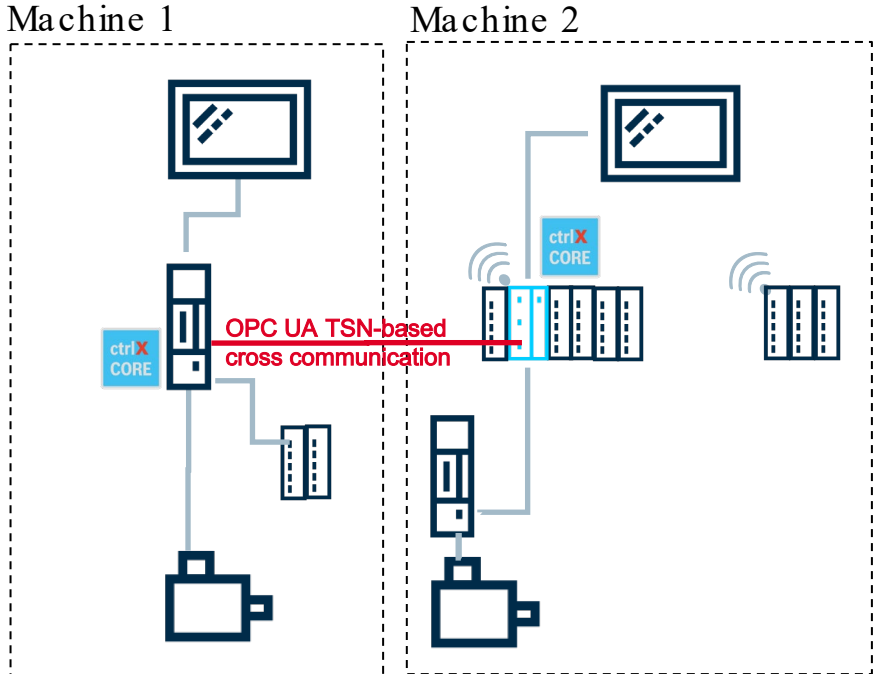 Machine 1
Machine 2
ctrlX
CORE
OPC UA TSN-based
cross communication
ctrlX
CORE